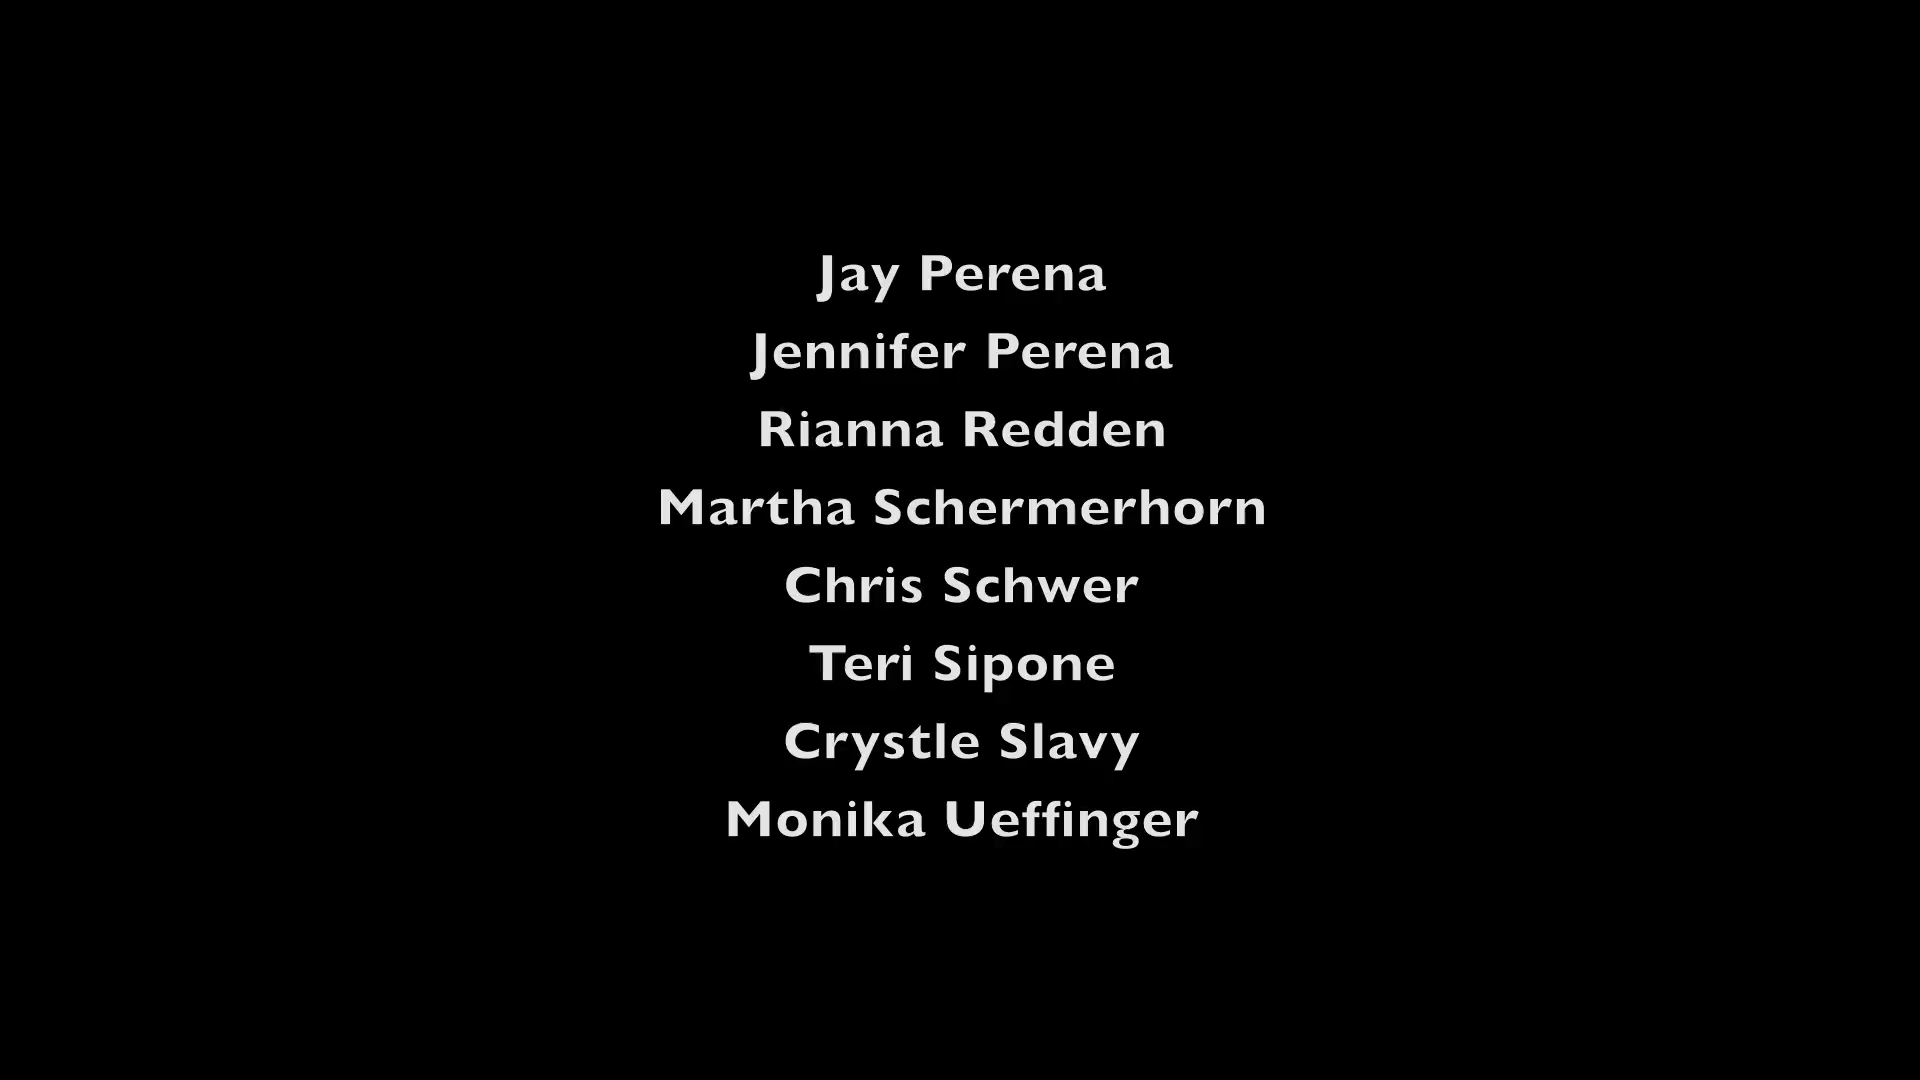 Jay Perena
Jennifer Perena
Rianna Redden
Martha Schermerhorn
Chris Schwer
Teri Sipone
Crystle Slavy
Monika Ueffinger